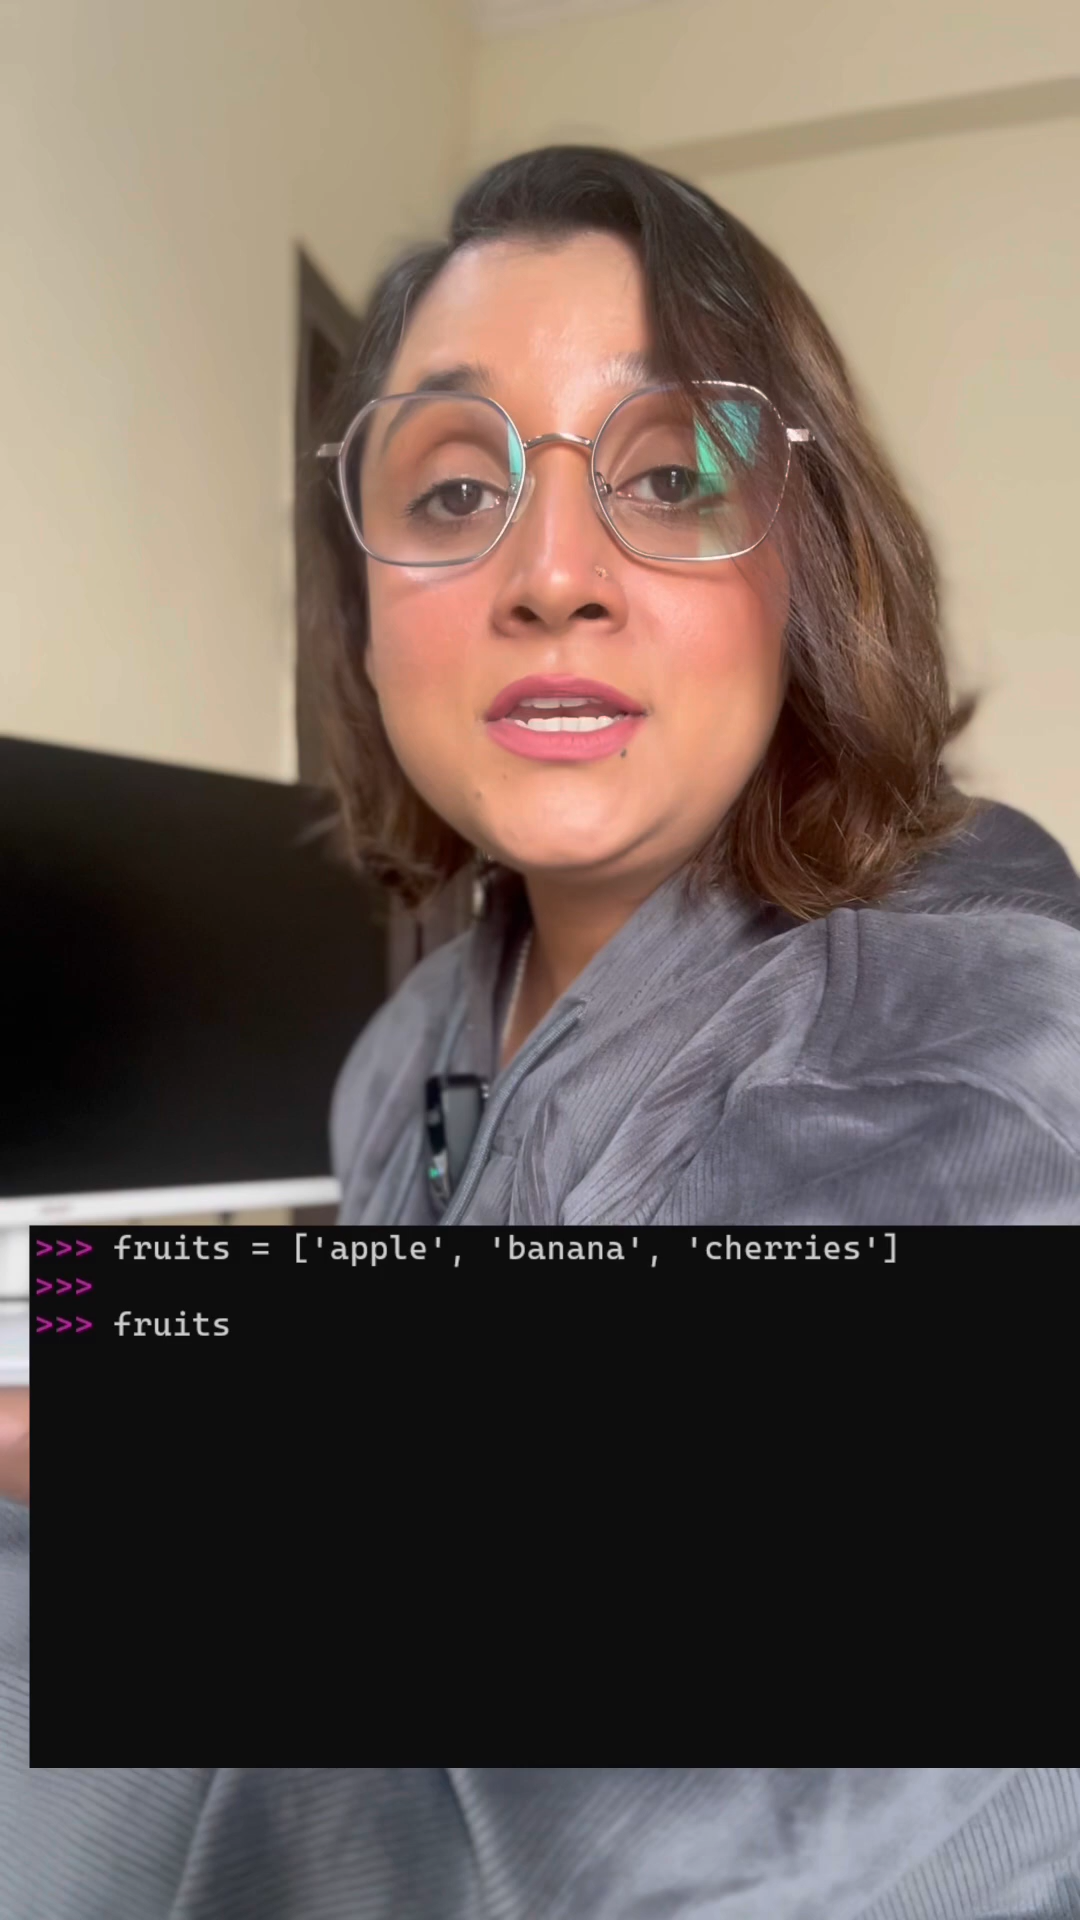 >>> fruits = ['apple', 'banana', 'cherries']
>>>
>>> fruits